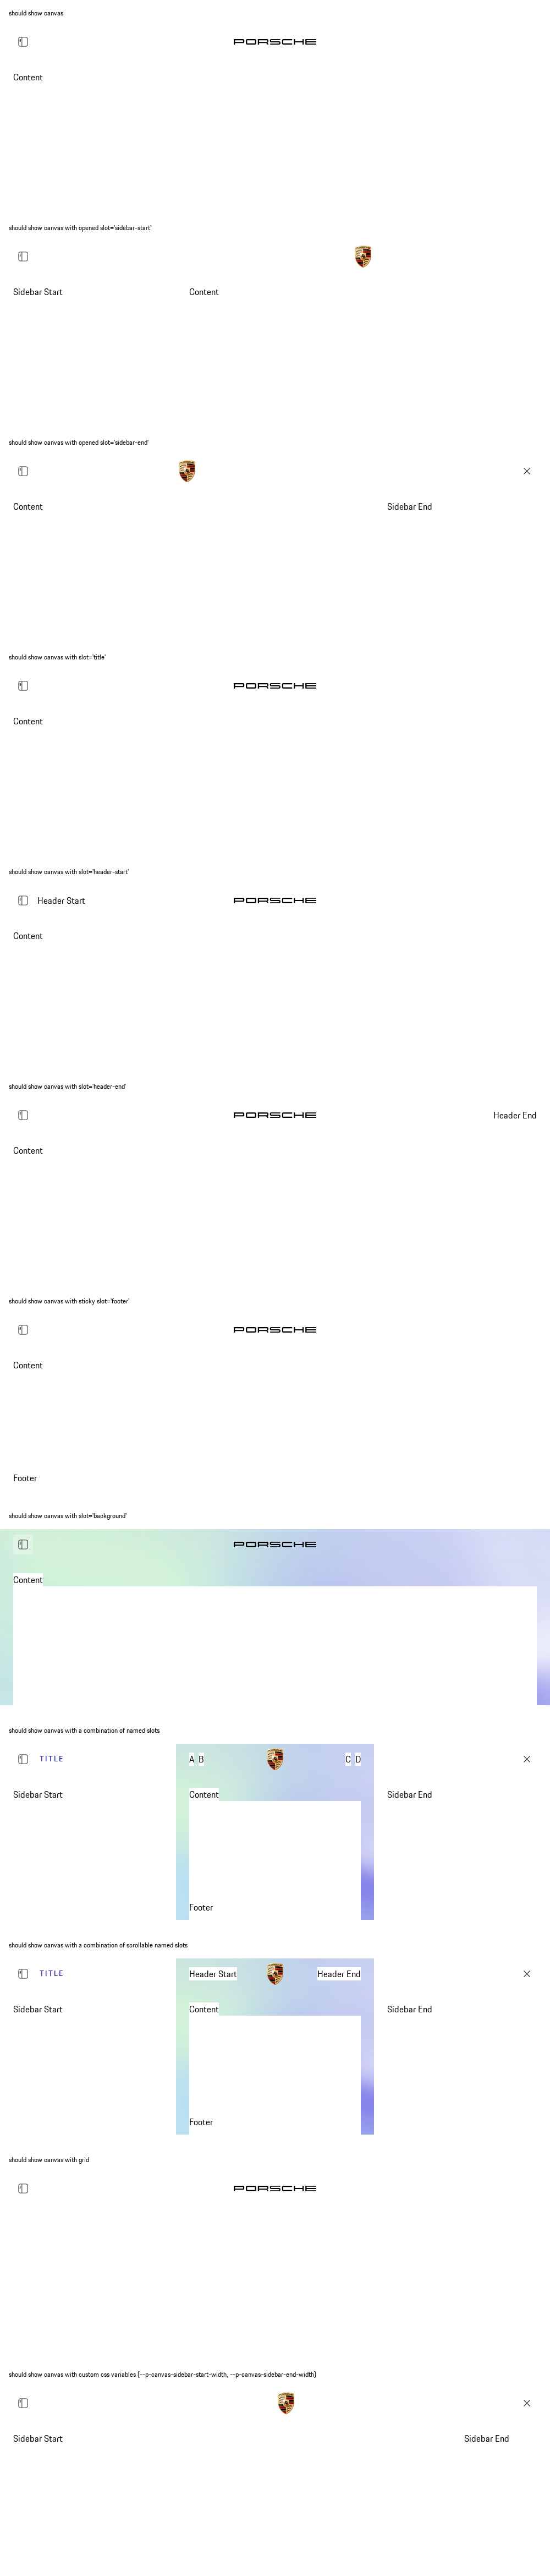 should show canvas
PORSCHE
Content
should show canvas with opened slot='sidebar-start'
Sidebar Start Content
should show canvas with opened slot='sidebar-end'
Content Sidebar End
should show canvas with slot='title'
PORSCHE
Content
should show canvas with slot='header-start'
Header Start PORSCHE
Content
should show canvas with slot='header-end'
PORSCHE Header End
Content
should show canvas with sticky slot='footer'
PORSCHE
Content
Footer
should show canvas with slot='background'
PORSCHE
Content
should show canvas with a combination of named slots
TITLE A B C D
Sidebar Start Content Sidebar End
Footer
should show canvas with a combination of scrollable named slots
TITLE Header Start Header End
Sidebar Start Content Sidebar End
Footer
should show canvas with grid
PORSCHE
should show canvas with custom css variables (--p-canvas-sidebar-start-width, --p-canvas-sidebar-end-width)
Sidebar Start Sidebar End